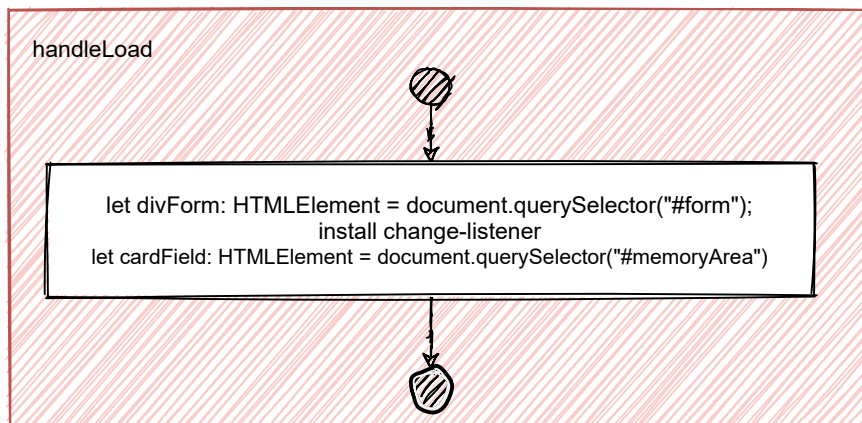 handleLoad
let divForm: HTMLElement = document.querySelector("#form");
install change-listener
let cardField: HTMLElement = document.querySelector("#memoryArea")